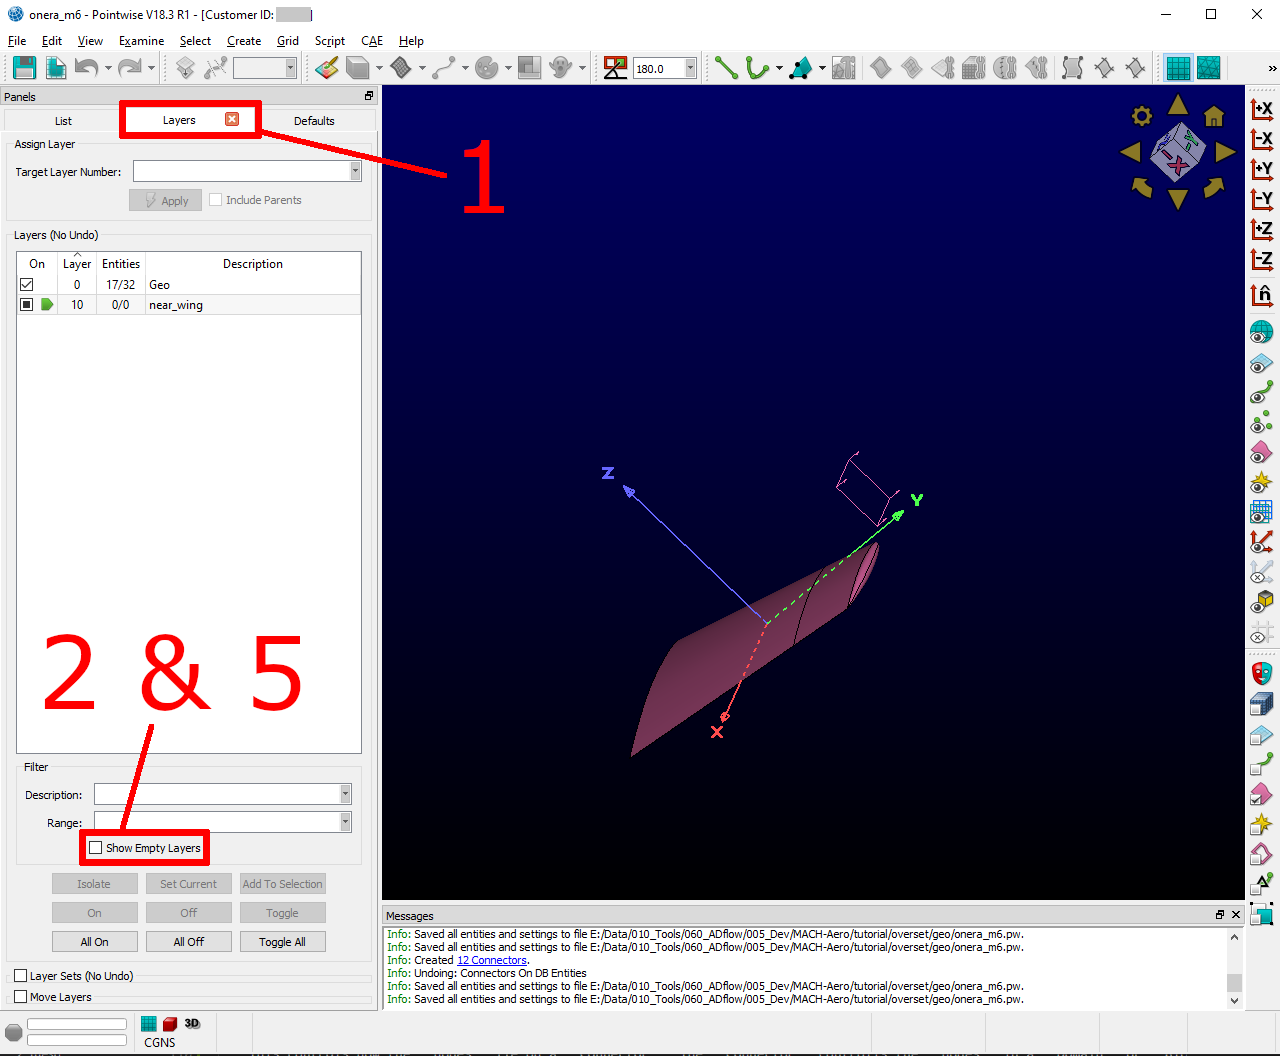 onera_m6 - Pointwise V18.3 R1 - [Customer ID: ]
File Edit View Examine Select Create Grid Script CAE Help
180.0
»
Panels
List Layers Defaults
1
Assign Layer
Target Layer Number:
Apply Include Parents
Layers (No Undo)
On Layer Entities Description
0 17/32 Geo
10 0/0 near_wing
2 & 5
Filter
Description:
Range:
Show Empty Layers
Isolate Set Current Add To Selection
On Off Toggle
All On All Off Toggle All
Layer Sets (No Undo)
Move Layers
CGNS
3D
Z
Y
X
+X
-X
+Y
-Y
+Z
-Z
n̂
Messages
Info: Saved all entities and settings to file E:/Data/010_Tools/060_ADflow/005_Dev/MACH-Aero/tutorial/overset/geo/onera_m6.pw.
Info: Saved all entities and settings to file E:/Data/010_Tools/060_ADflow/005_Dev/MACH-Aero/tutorial/overset/geo/onera_m6.pw.
Info: Created 12 Connectors.
Info: Undoing: Connectors On DB Entities
Info: Saved all entities and settings to file E:/Data/010_Tools/060_ADflow/005_Dev/MACH-Aero/tutorial/overset/geo/onera_m6.pw.
Info: Saved all entities and settings to file E:/Data/010_Tools/060_ADflow/005_Dev/MACH-Aero/tutorial/overset/geo/onera_m6.pw.